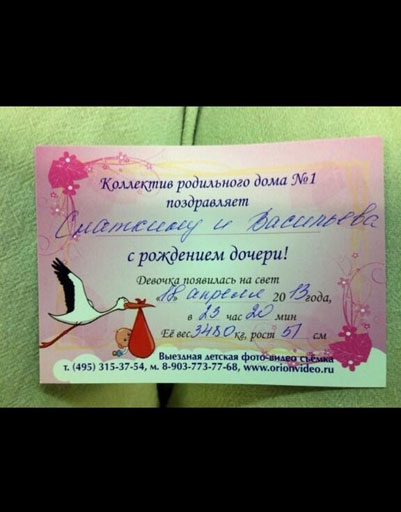 Коллектив родильного дома №1
поздравляет
Сматкину и Васильева
с рождением дочери!
Девочка появилась на свет
«18» апреля 2013 года,
в 23 час 20 мин
Её вес 3480 кг, рост 51 см
Выездная детская фото-видео съёмка
т. (495) 315-37-54, м. 8-903-773-77-68, www.orionvideo.ru